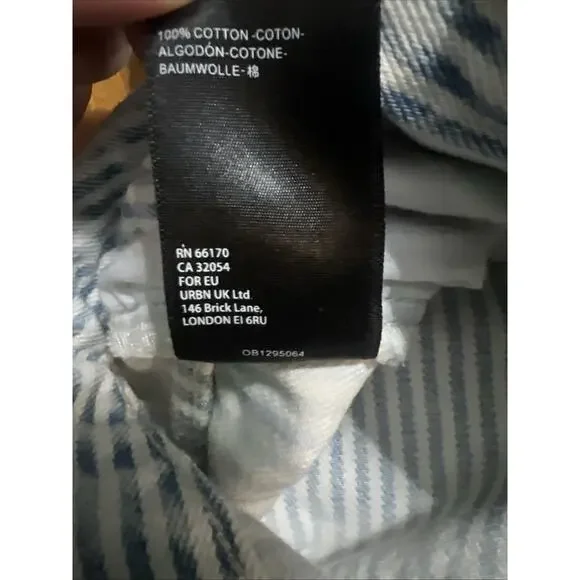 100% COTTON -COTON-
ALGODÓN-COTONE-
BAUMWOLLE-棉
RN 66170
CA 32054
FOR EU
URBN UK Ltd
146 Brick Lane,
LONDON EI 6RU
OB1295064